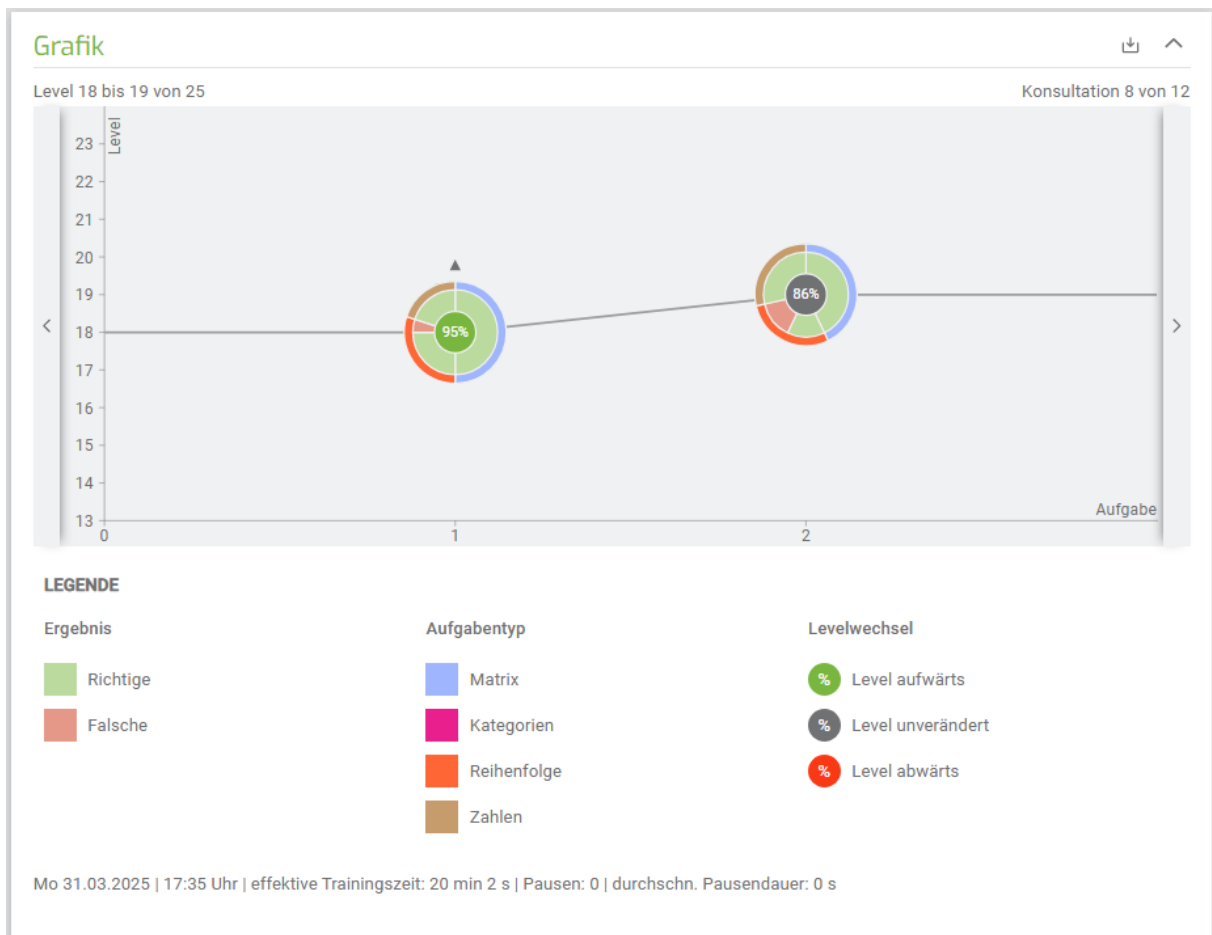 Grafik
Level 18 bis 19 von 25
Konsultation 8 von 12
Level
23
22
21
20
19
18
17
16
15
14
13
95%
86%
Aufgabe
0
1
2
LEGENDE
Ergebnis
Richtige
Falsche
Aufgabentyp
Matrix
Kategorien
Reihenfolge
Zahlen
Levelwechsel
% Level aufwärts
% Level unverändert
% Level abwärts
Mo 31.03.2025 | 17:35 Uhr | effektive Trainingszeit: 20 min 2 s | Pausen: 0 | durchschn. Pausendauer: 0 s